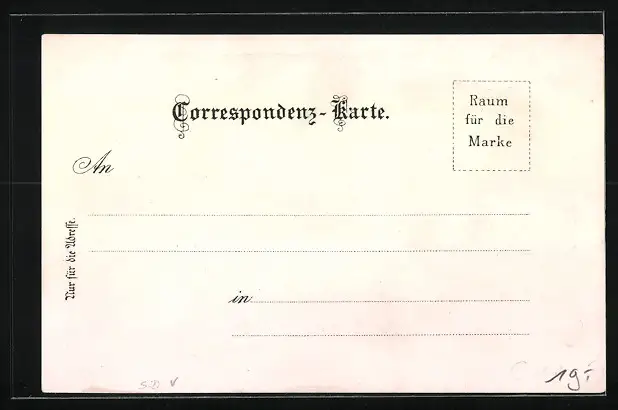 Correspondenz-Karte.
Raum
für die
Marke
An
Nur für die Adresse.
in
19.-